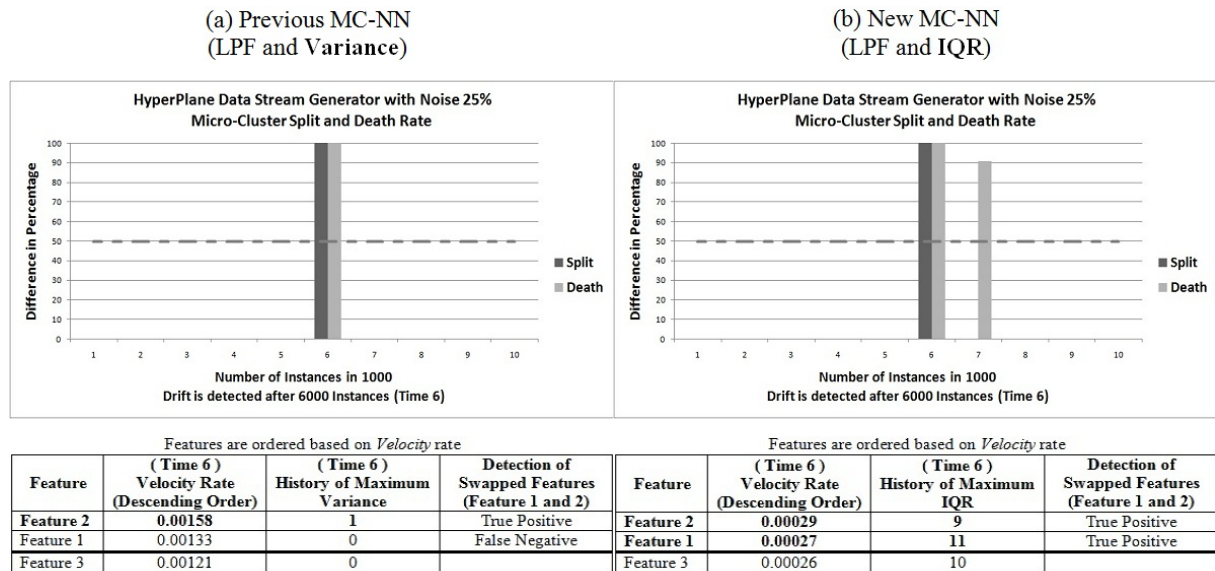 (a) Previous MC-NN
(LPF and Variance)
HyperPlane Data Stream Generator with Noise 25%
Micro-Cluster Split and Death Rate
Difference in Percentage
100
90
80
70
60
50
40
30
20
10
0
1 2 3 4 5 6 7 8 9 10
Split
Death
Number of Instances in 1000
Drift is detected after 6000 Instances (Time 6)
Features are ordered based on Velocity rate
Feature | ( Time 6 ) Velocity Rate (Descending Order) | ( Time 6 ) History of Maximum Variance | Detection of Swapped Features (Feature 1 and 2)
Feature 2 | 0.00158 | 1 | True Positive
Feature 1 | 0.00133 | 0 | False Negative
Feature 3 | 0.00121 | 0
(b) New MC-NN
(LPF and IQR)
HyperPlane Data Stream Generator with Noise 25%
Micro-Cluster Split and Death Rate
Difference in Percentage
100
90
80
70
60
50
40
30
20
10
0
1 2 3 4 5 6 7 8 9 10
Split
Death
Number of Instances in 1000
Drift is detected after 6000 Instances (Time 6)
Features are ordered based on Velocity rate
Feature | ( Time 6 ) Velocity Rate (Descending Order) | ( Time 6 ) History of Maximum IQR | Detection of Swapped Features (Feature 1 and 2)
Feature 2 | 0.00029 | 9 | True Positive
Feature 1 | 0.00027 | 11 | True Positive
Feature 3 | 0.00026 | 10